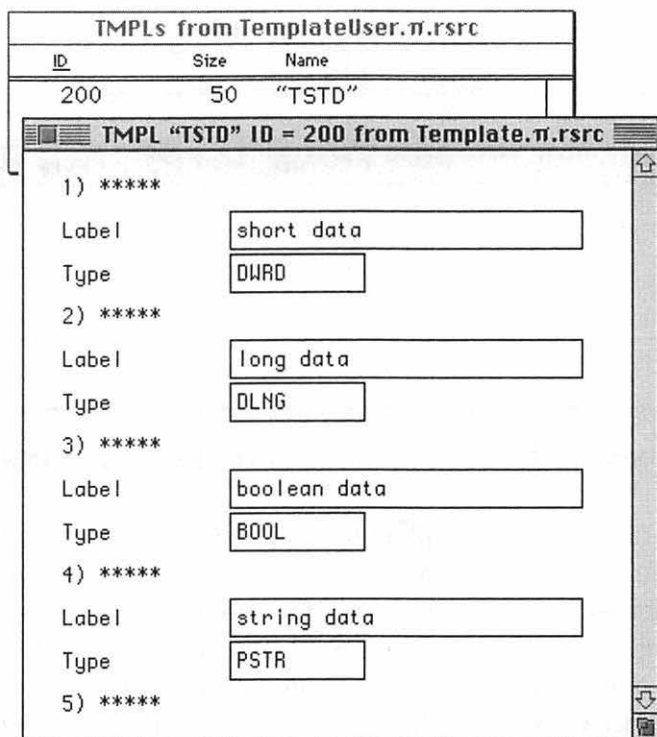 TMPLs from TemplateUser.π.rsrc
ID Size Name
200 50 “TSTD”
TMPL “TSTD” ID = 200 from Template.π.rsrc
1) *****
Label short data
Type DWRD
2) *****
Label long data
Type DLNG
3) *****
Label boolean data
Type BOOL
4) *****
Label string data
Type PSTR
5) *****